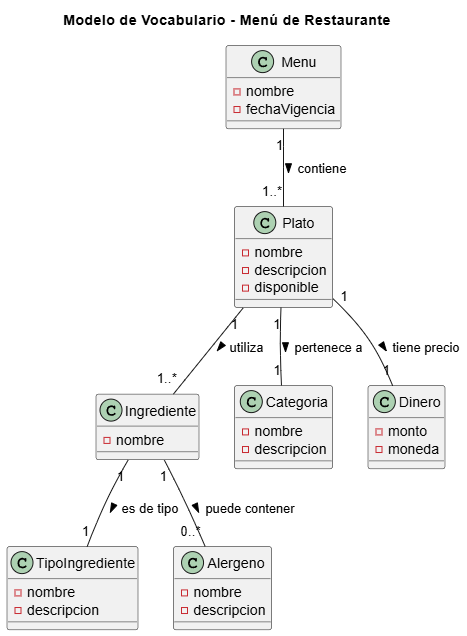 Modelo de Vocabulario - Menú de Restaurante
C Menu
nombre
fechaVigencia
1
contiene
1..*
C Plato
nombre
descripcion
disponible
1 1 1
utiliza pertenece a tiene precio
1..* 1 1
C Ingrediente
nombre
C Categoria
nombre
descripcion
C Dinero
monto
moneda
1 1
es de tipo puede contener
1 0..*
C TipoIngrediente
nombre
descripcion
C Alergeno
nombre
descripcion